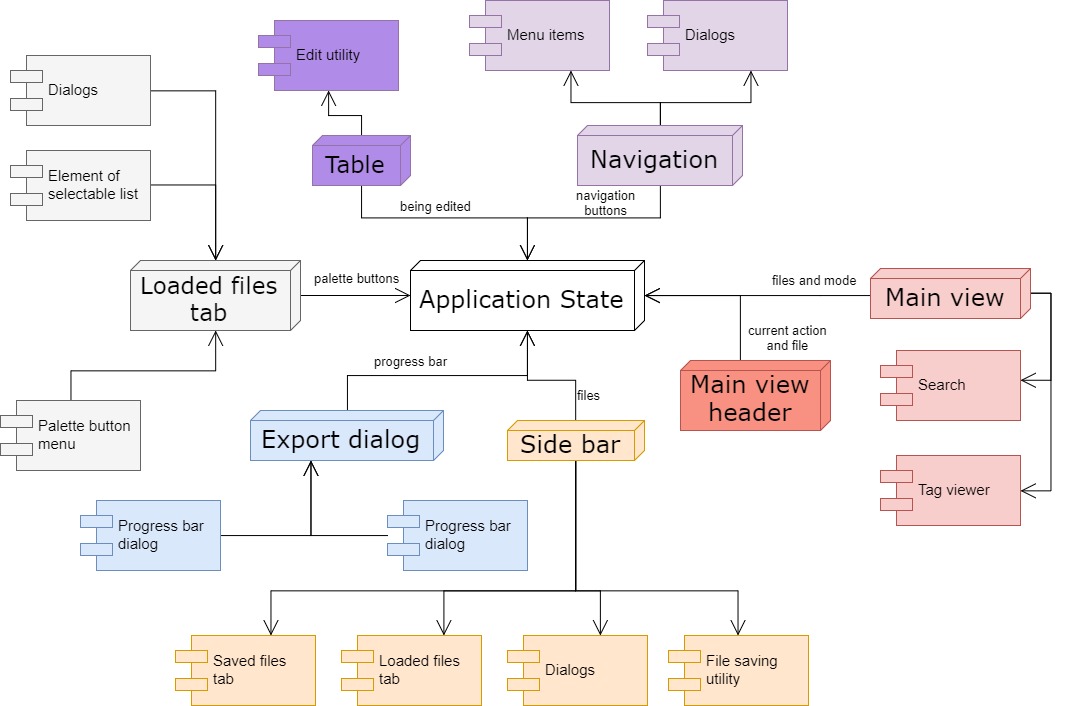 Menu items
Dialogs
Edit utility
Dialogs
Table
Navigation
Element of
selectable list
being edited
navigation
buttons
Loaded files
tab
palette buttons
Application State
files and mode
Main view
current action
and file
progress bar
Main view
header
Search
files
Palette button
menu
Export dialog
Side bar
Tag viewer
Progress bar
dialog
Progress bar
dialog
Saved files
tab
Loaded files
tab
Dialogs
File saving
utility